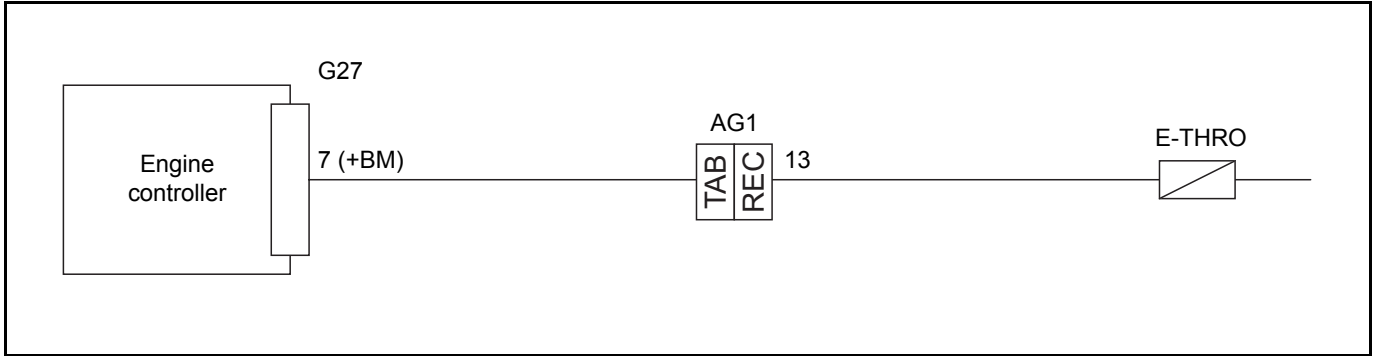 G27
AG1
E-THRO
Engine
controller
7 (+BM)
TAB
REC
13